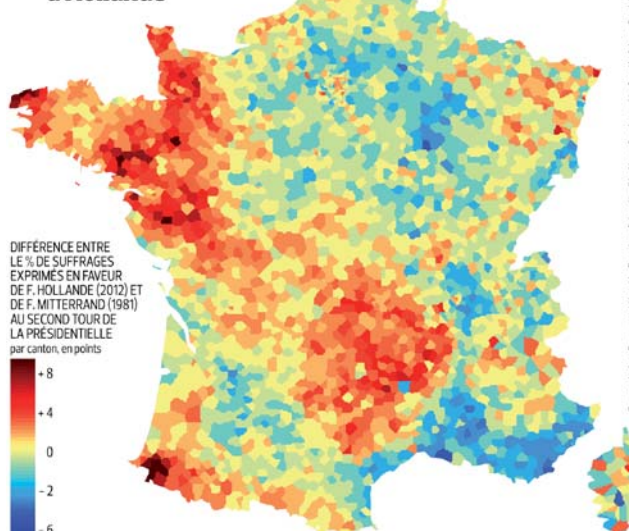 DIFFÉRENCE ENTRE
LE % DE SUFFRAGES
EXPRIMÉS EN FAVEUR
DE F. HOLLANDE (2012) ET
DE F. MITTERRAND (1981)
AU SECOND TOUR DE
LA PRÉSIDENTIELLE
par canton, en points
+ 8
+ 4
0
– 2
– 6